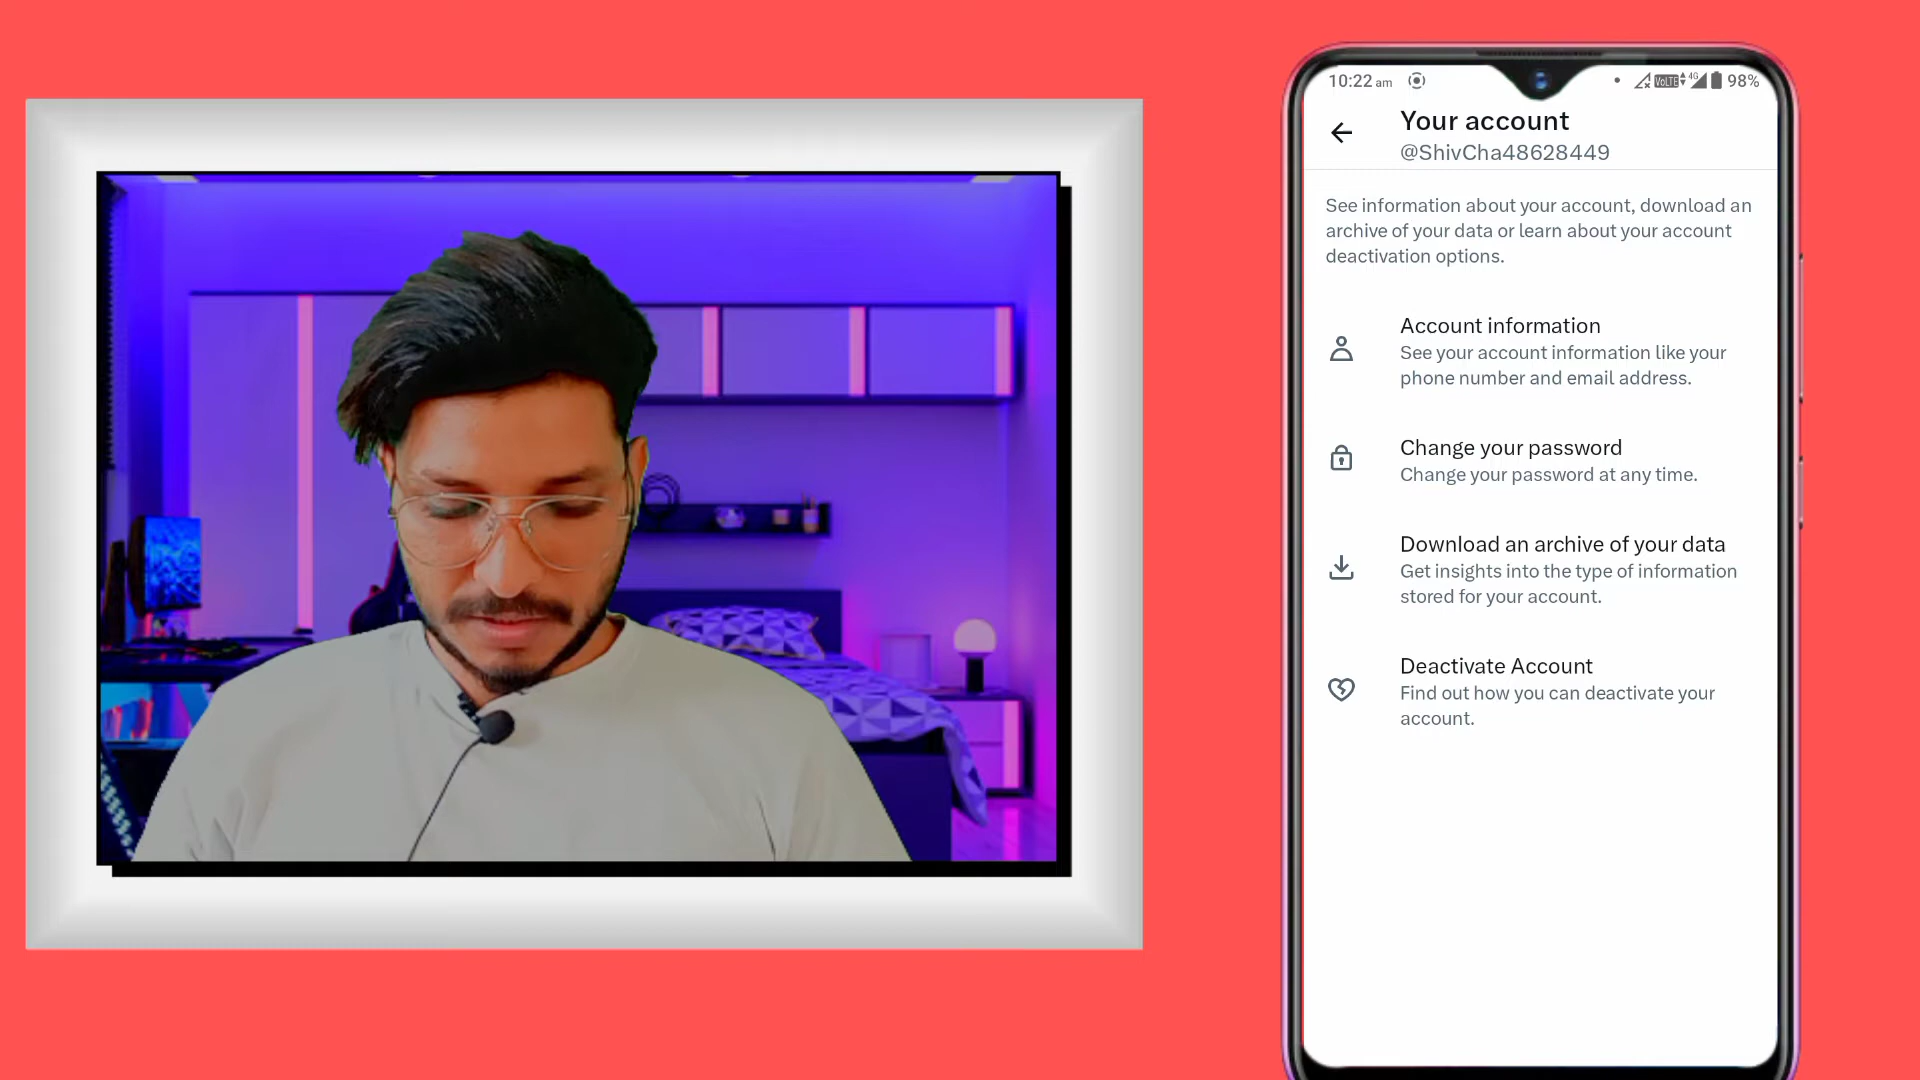 10:22 am
VoLTE 4G 98%
Your account
@ShivCha48628449
See information about your account, download an
archive of your data or learn about your account
deactivation options.
Account information
See your account information like your
phone number and email address.
Change your password
Change your password at any time.
Download an archive of your data
Get insights into the type of information
stored for your account.
Deactivate Account
Find out how you can deactivate your
account.